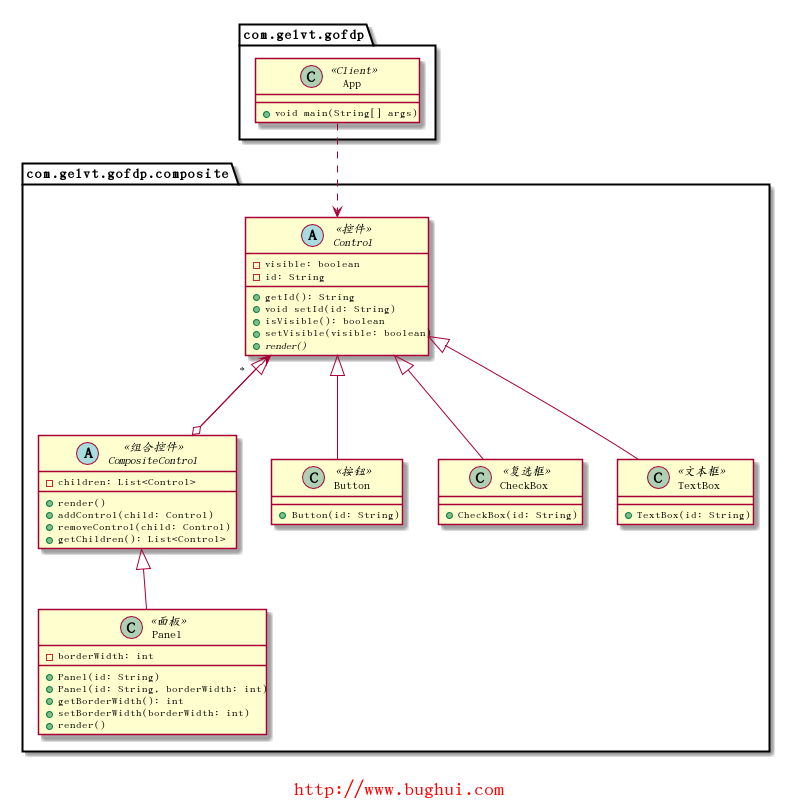 com.gelvt.gofdp
C
«Client»
App
void main(String[] args)
com.gelvt.gofdp.composite
A
«控件»
Control
visible: boolean
id: String
getId(): String
void setId(id: String)
isVisible(): boolean
setVisible(visible: boolean)
render()
*
A
«组合控件»
CompositeControl
children: List<Control>
render()
addControl(child: Control)
removeControl(child: Control)
getChildren(): List<Control>
C
«按钮»
Button
Button(id: String)
C
«复选框»
CheckBox
CheckBox(id: String)
C
«文本框»
TextBox
TextBox(id: String)
C
«面板»
Panel
borderWidth: int
Panel(id: String)
Panel(id: String, borderWidth: int)
getBorderWidth(): int
setBorderWidth(borderWidth: int)
render()
http://www.bughui.com